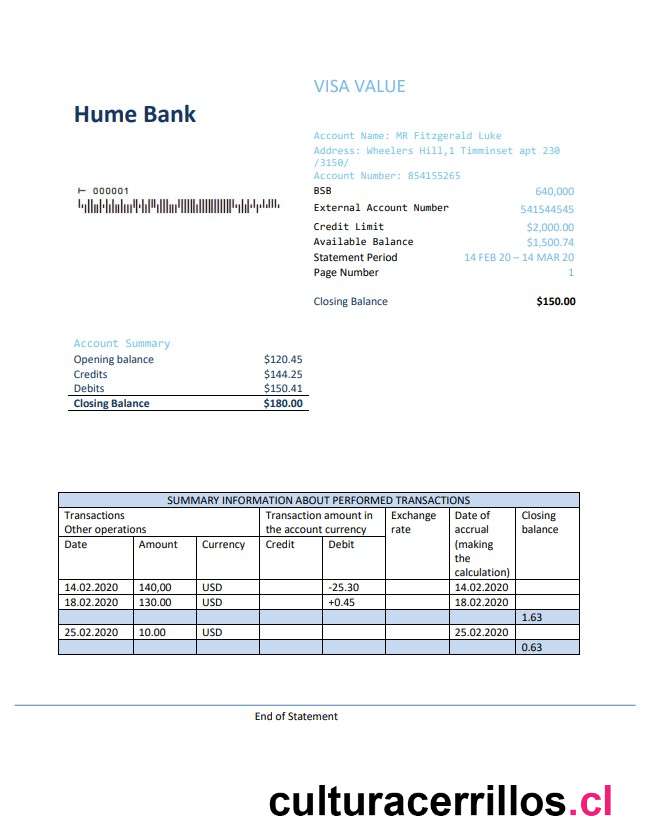 VISA VALUE
Hume Bank
Account Name: MR Fitzgerald Luke
Address: Wheelers Hill,1 Timminset apt 230
/3150/
Account Number: 854155265
⊢ 000001
BSB 640,000
External Account Number 541544545
Credit Limit $2,000.00
Available Balance $1,500.74
Statement Period 14 FEB 20 – 14 MAR 20
Page Number 1
Closing Balance $150.00
Account Summary
Opening balance $120.45
Credits $144.25
Debits $150.41
Closing Balance $180.00
SUMMARY INFORMATION ABOUT PERFORMED TRANSACTIONS
Transactions
Other operations
Transaction amount in
the account currency
Exchange
rate
Date of
accrual
(making
the
calculation)
Closing
balance
Date Amount Currency Credit Debit
14.02.2020 140,00 USD -25.30 14.02.2020
18.02.2020 130.00 USD +0.45 18.02.2020
1.63
25.02.2020 10.00 USD 25.02.2020
0.63
End of Statement
culturacerrillos.cl